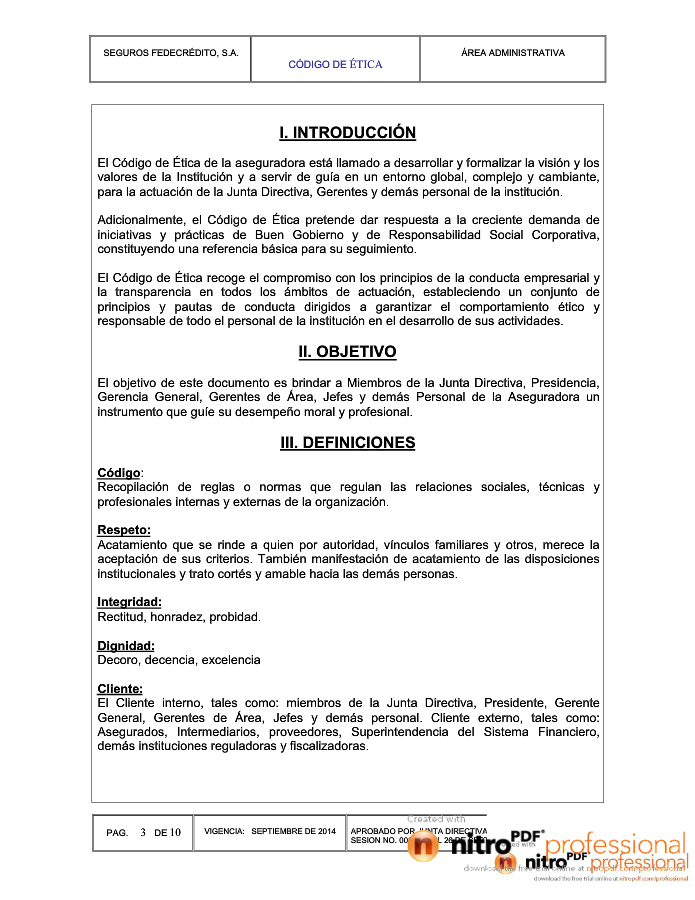 SEGUROS FEDECRÉDITO, S.A.
CÓDIGO DE ÉTICA
ÁREA ADMINISTRATIVA
I. INTRODUCCIÓN
El Código de Ética de la aseguradora está llamado a desarrollar y formalizar la visión y los
valores de la Institución y a servir de guía en un entorno global, complejo y cambiante,
para la actuación de la Junta Directiva, Gerentes y demás personal de la institución.
Adicionalmente, el Código de Ética pretende dar respuesta a la creciente demanda de
iniciativas y prácticas de Buen Gobierno y de Responsabilidad Social Corporativa,
constituyendo una referencia básica para su seguimiento.
El Código de Ética recoge el compromiso con los principios de la conducta empresarial y
la transparencia en todos los ámbitos de actuación, estableciendo un conjunto de
principios y pautas de conducta dirigidos a garantizar el comportamiento ético y
responsable de todo el personal de la institución en el desarrollo de sus actividades.
II. OBJETIVO
El objetivo de este documento es brindar a Miembros de la Junta Directiva, Presidencia,
Gerencia General, Gerentes de Área, Jefes y demás Personal de la Aseguradora un
instrumento que guíe su desempeño moral y profesional.
III. DEFINICIONES
Código:
Recopilación de reglas o normas que regulan las relaciones sociales, técnicas y
profesionales internas y externas de la organización.
Respeto:
Acatamiento que se rinde a quien por autoridad, vínculos familiares y otros, merece la
aceptación de sus criterios. También manifestación de acatamiento de las disposiciones
institucionales y trato cortés y amable hacia las demás personas.
Integridad:
Rectitud, honradez, probidad.
Dignidad:
Decoro, decencia, excelencia
Cliente:
El Cliente interno, tales como: miembros de la Junta Directiva, Presidente, Gerente
General, Gerentes de Área, Jefes y demás personal. Cliente externo, tales como:
Asegurados, Intermediarios, proveedores, Superintendencia del Sistema Financiero,
demás instituciones reguladoras y fiscalizadoras.
PAG. 3 DE 10
VIGENCIA: SEPTIEMBRE DE 2014
APROBADO POR JUNTA DIRECTIVA
SESION NO.
Created with
nitro PDF professional
download the free trial online at nitropdf.com/professional
nitro PDF professional
download the free trial online at nitropdf.com/professional